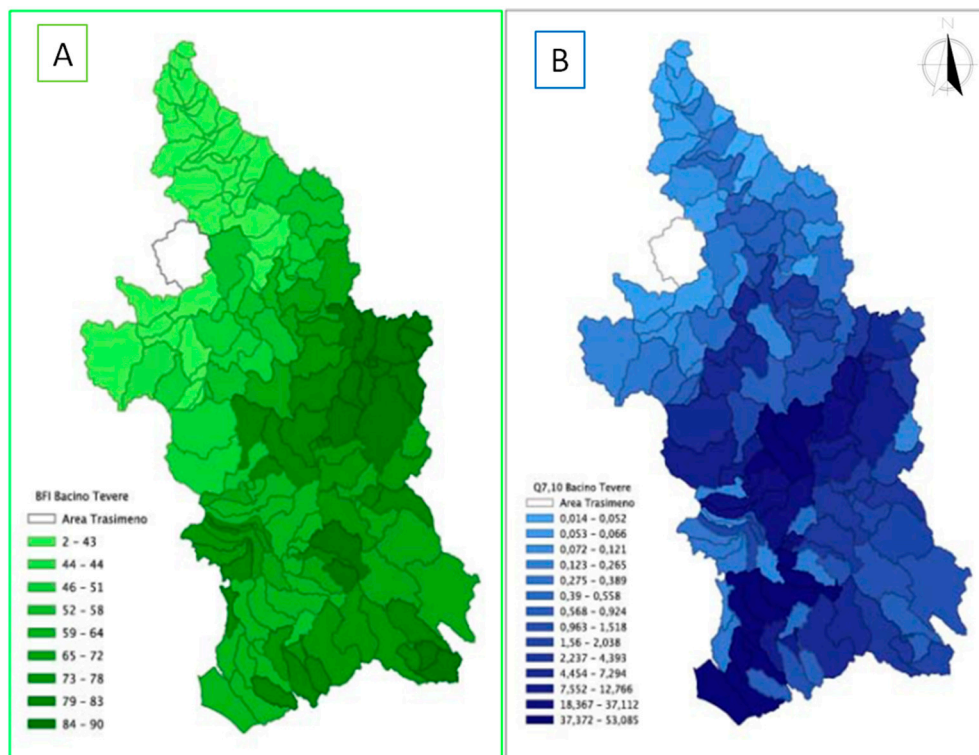 A
BFI Bacino Tevere
Area Trasimeno
2 – 43
44 – 44
46 – 51
52 – 58
59 – 64
65 – 72
73 – 78
79 – 83
84 – 90
B
N
Q7,10 Bacino Tevere
Area Trasimeno
0,014 – 0,052
0,053 – 0,066
0,072 – 0,121
0,123 – 0,265
0,275 – 0,389
0,39 – 0,558
0,568 – 0,924
0,963 – 1,518
1,56 – 2,038
2,237 – 4,393
4,454 – 7,294
7,552 – 12,766
18,367 – 37,112
37,372 – 53,085